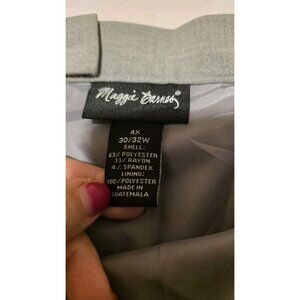 Maggie Barnes
4X
30/32W
SHELL:
63% POLYESTER
33% RAYON
4% SPANDEX
LINING:
100% POLYESTER
MADE IN
GUATEMALA